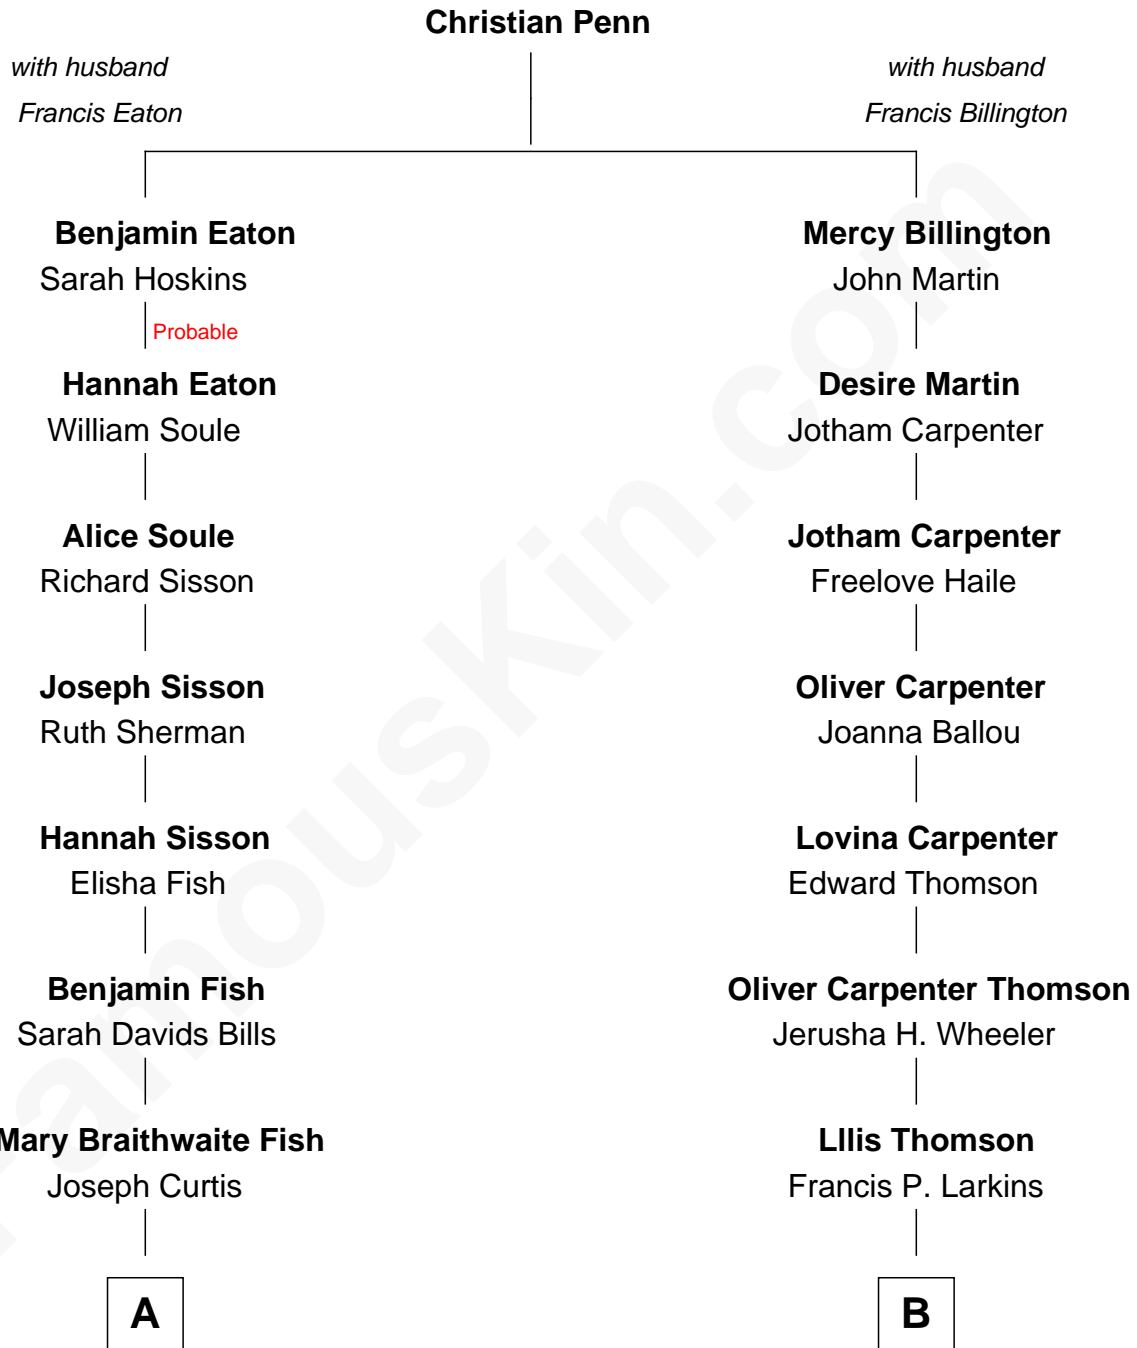 Christian Penn
with husband
Francis Eaton
with husband
Francis Billington
Benjamin Eaton
Sarah Hoskins
Probable
Hannah Eaton
William Soule
Alice Soule
Richard Sisson
Joseph Sisson
Ruth Sherman
Hannah Sisson
Elisha Fish
Benjamin Fish
Sarah Davids Bills
Mary Braithwaite Fish
Joseph Curtis
A
Mercy Billington
John Martin
Desire Martin
Jotham Carpenter
Jotham Carpenter
Freelove Haile
Oliver Carpenter
Joanna Ballou
Lovina Carpenter
Edward Thomson
Oliver Carpenter Thomson
Jerusha H. Wheeler
Lllis Thomson
Francis P. Larkins
B
FamousKin.com